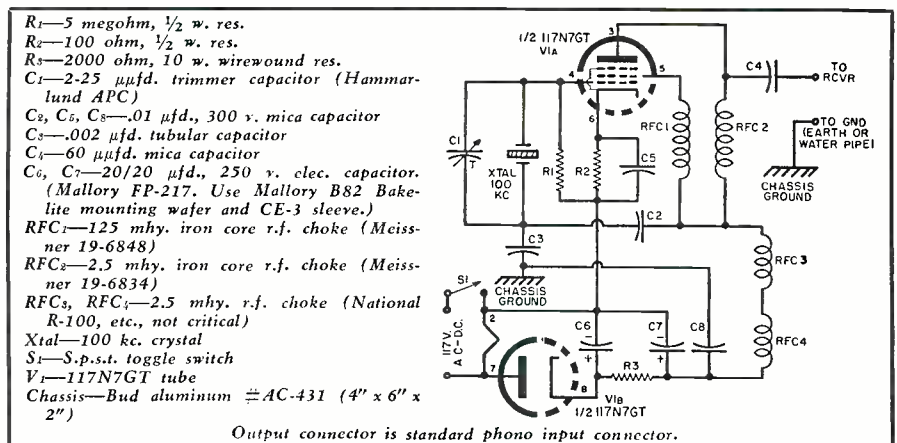 R1—5 megohm, 1/2 w. res.
R2—100 ohm, 1/2 w. res.
R3—2000 ohm, 10 w. wirewound res.
C1—2-25 μμfd. trimmer capacitor (Hammar-
lund APC)
C2, C5, C8—.01 μfd., 300 v. mica capacitor
C3—.002 μfd. tubular capacitor
C4—60 μμfd. mica capacitor
C6, C7—20/20 μfd., 250 v. elec. capacitor.
(Mallory FP-217. Use Mallory B82 Bake-
lite mounting wafer and CE-3 sleeve.)
RFC1—125 mhy. iron core r.f. choke (Meiss-
ner 19-6848)
RFC2—2.5 mhy. iron core r.f. choke (Meiss-
ner 19-6834)
RFC3, RFC4—2.5 mhy. r.f. choke (National
R-100, etc., not critical)
Xtal—100 kc. crystal
S1—S.p.s.t. toggle switch
V1—117N7GT tube
Chassis—Bud aluminum #AC-431 (4" x 6" x
2")
1/2 117N7GT
V1A
3
4
5
6
C4
TO
RCVR
RFC1
RFC2
TO GND
(EARTH OR
WATER PIPE)
CHASSIS
GROUND
C1
T
XTAL
100
KC
R1
R2
C5
C2
C3
CHASSIS
GROUND
RFC3
RFC4
S1
117V.
A.C.-D.C.
2
7
8
C6
-
+
C7
-
+
C8
R3
V1B
1/2 117N7GT
Output connector is standard phono input connector.